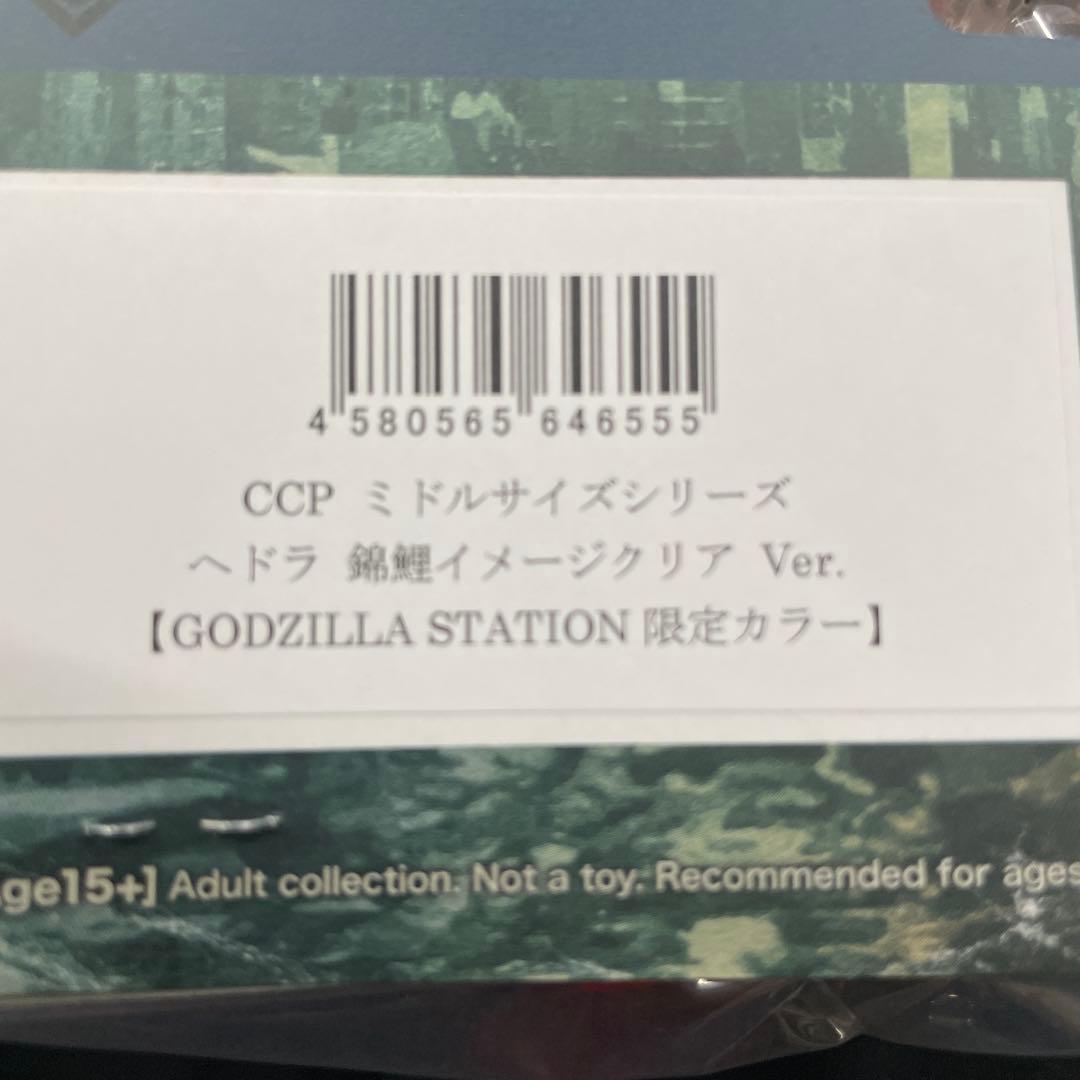 4 580565 646555
CCP ミドルサイズシリーズ
ヘドラ 錦鯉イメージクリア Ver.
【GODZILLA STATION 限定カラー】
ge15+] Adult collection. Not a toy. Recommended for ages